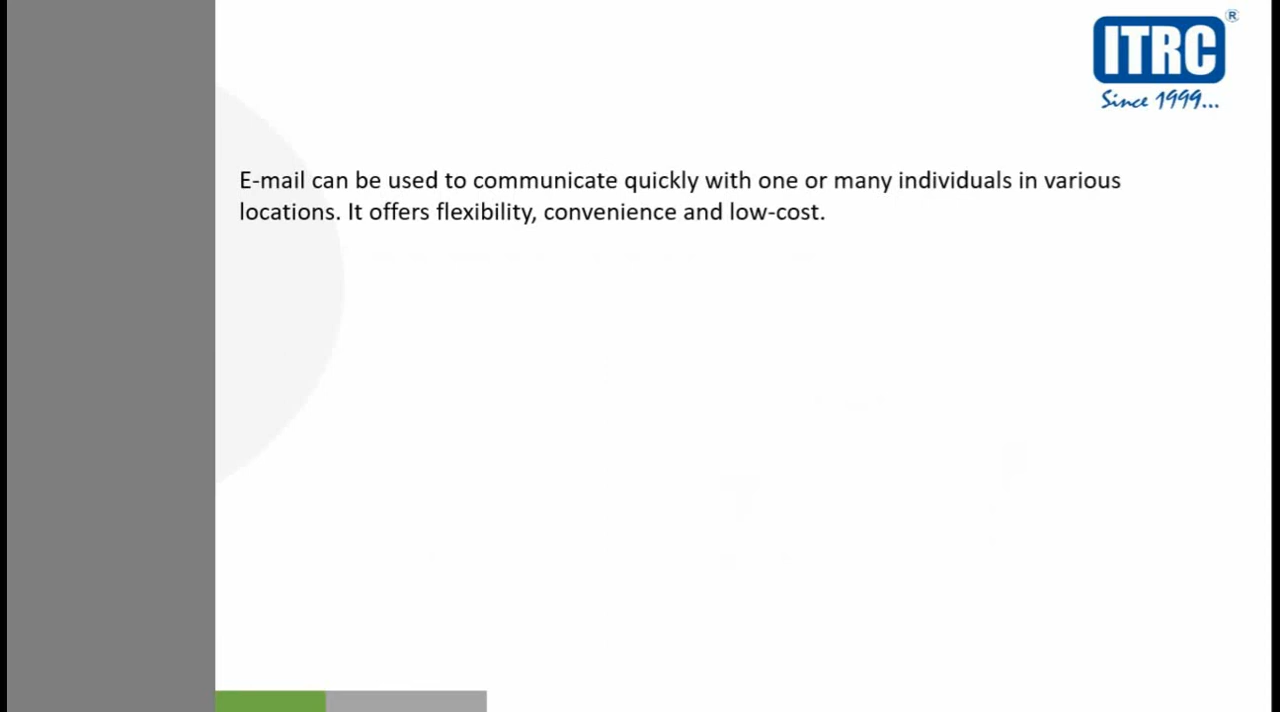 ITRC®
Since 1999...
E-mail can be used to communicate quickly with one or many individuals in various
locations. It offers flexibility, convenience and low-cost.